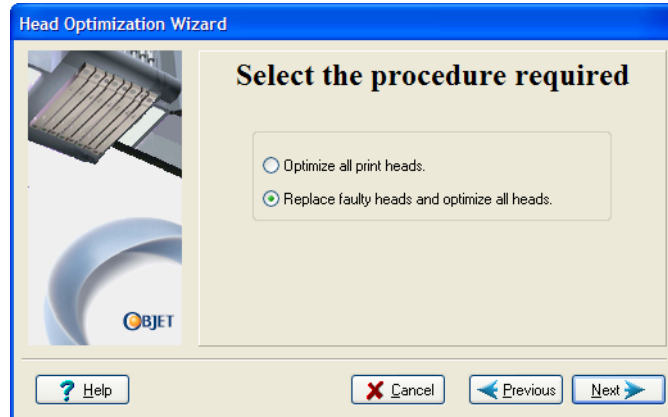 Head Optimization Wizard
Select the procedure required
Optimize all print heads.
Replace faulty heads and optimize all heads.
OBJET
? Help
Cancel
Previous
Next